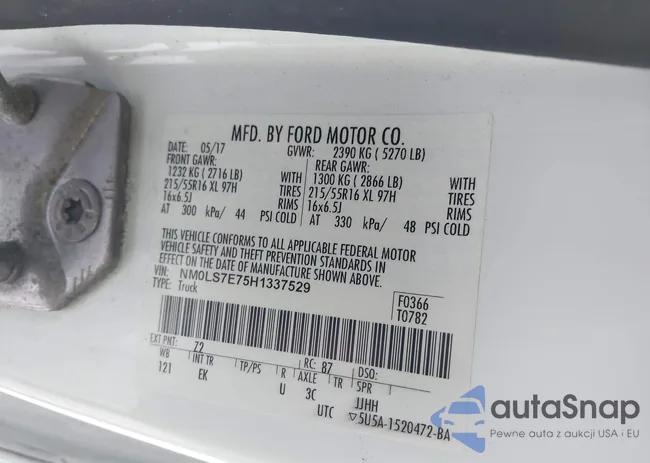 MFD. BY FORD MOTOR CO.
DATE: 05/17 GVWR: 2390 KG ( 5270 LB)
FRONT GAWR: REAR GAWR:
1232 KG ( 2716 LB) WITH 1300 KG ( 2866 LB) WITH
215/55R16 XL 97H TIRES 215/55R16 XL 97H TIRES
16x6.5J RIMS 16x6.5J RIMS
AT 300 kPa/ 44 PSI COLD AT 330 kPa/ 48 PSI COLD
THIS VEHICLE CONFORMS TO ALL APPLICABLE FEDERAL MOTOR
VEHICLE SAFETY AND THEFT PREVENTION STANDARDS IN
EFFECT ON THE DATE OF MANUFACTURE SHOWN ABOVE.
VIN: NM0LS7E75H1337529
TYPE: Truck
F0366
T0782
EXT PNT: Z2 RC: B7 DSO:
WB INT TR TP/PS R AXLE TR SPR
121 EK U 3C JJHH
UTC ▽5U5A-1520472-BA
autaSnap
Pewne auta z aukcji USA i EU